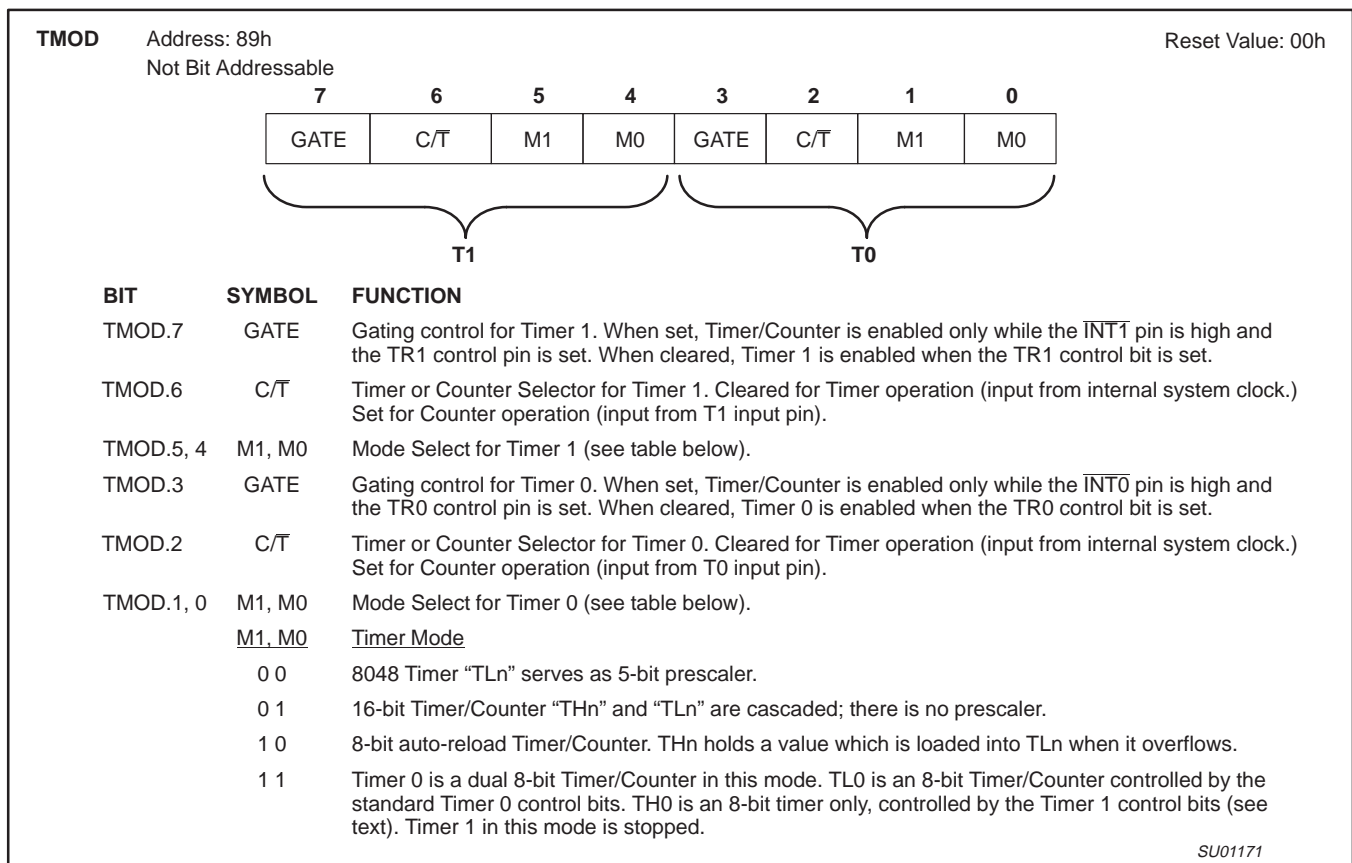 TMOD Address: 89h Reset Value: 00h
Not Bit Addressable
7 6 5 4 3 2 1 0
GATE C/T̅ M1 M0 GATE C/T̅ M1 M0
T1 T0
BIT SYMBOL FUNCTION
TMOD.7 GATE Gating control for Timer 1. When set, Timer/Counter is enabled only while the I̅N̅T̅1̅ pin is high and
the TR1 control pin is set. When cleared, Timer 1 is enabled when the TR1 control bit is set.
TMOD.6 C/T̅ Timer or Counter Selector for Timer 1. Cleared for Timer operation (input from internal system clock.)
Set for Counter operation (input from T1 input pin).
TMOD.5, 4 M1, M0 Mode Select for Timer 1 (see table below).
TMOD.3 GATE Gating control for Timer 0. When set, Timer/Counter is enabled only while the I̅N̅T̅0̅ pin is high and
the TR0 control pin is set. When cleared, Timer 0 is enabled when the TR0 control bit is set.
TMOD.2 C/T̅ Timer or Counter Selector for Timer 0. Cleared for Timer operation (input from internal system clock.)
Set for Counter operation (input from T0 input pin).
TMOD.1, 0 M1, M0 Mode Select for Timer 0 (see table below).
M1, M0 Timer Mode
0 0 8048 Timer “TLn” serves as 5-bit prescaler.
0 1 16-bit Timer/Counter “THn” and “TLn” are cascaded; there is no prescaler.
1 0 8-bit auto-reload Timer/Counter. THn holds a value which is loaded into TLn when it overflows.
1 1 Timer 0 is a dual 8-bit Timer/Counter in this mode. TL0 is an 8-bit Timer/Counter controlled by the
standard Timer 0 control bits. TH0 is an 8-bit timer only, controlled by the Timer 1 control bits (see
text). Timer 1 in this mode is stopped.
SU01171